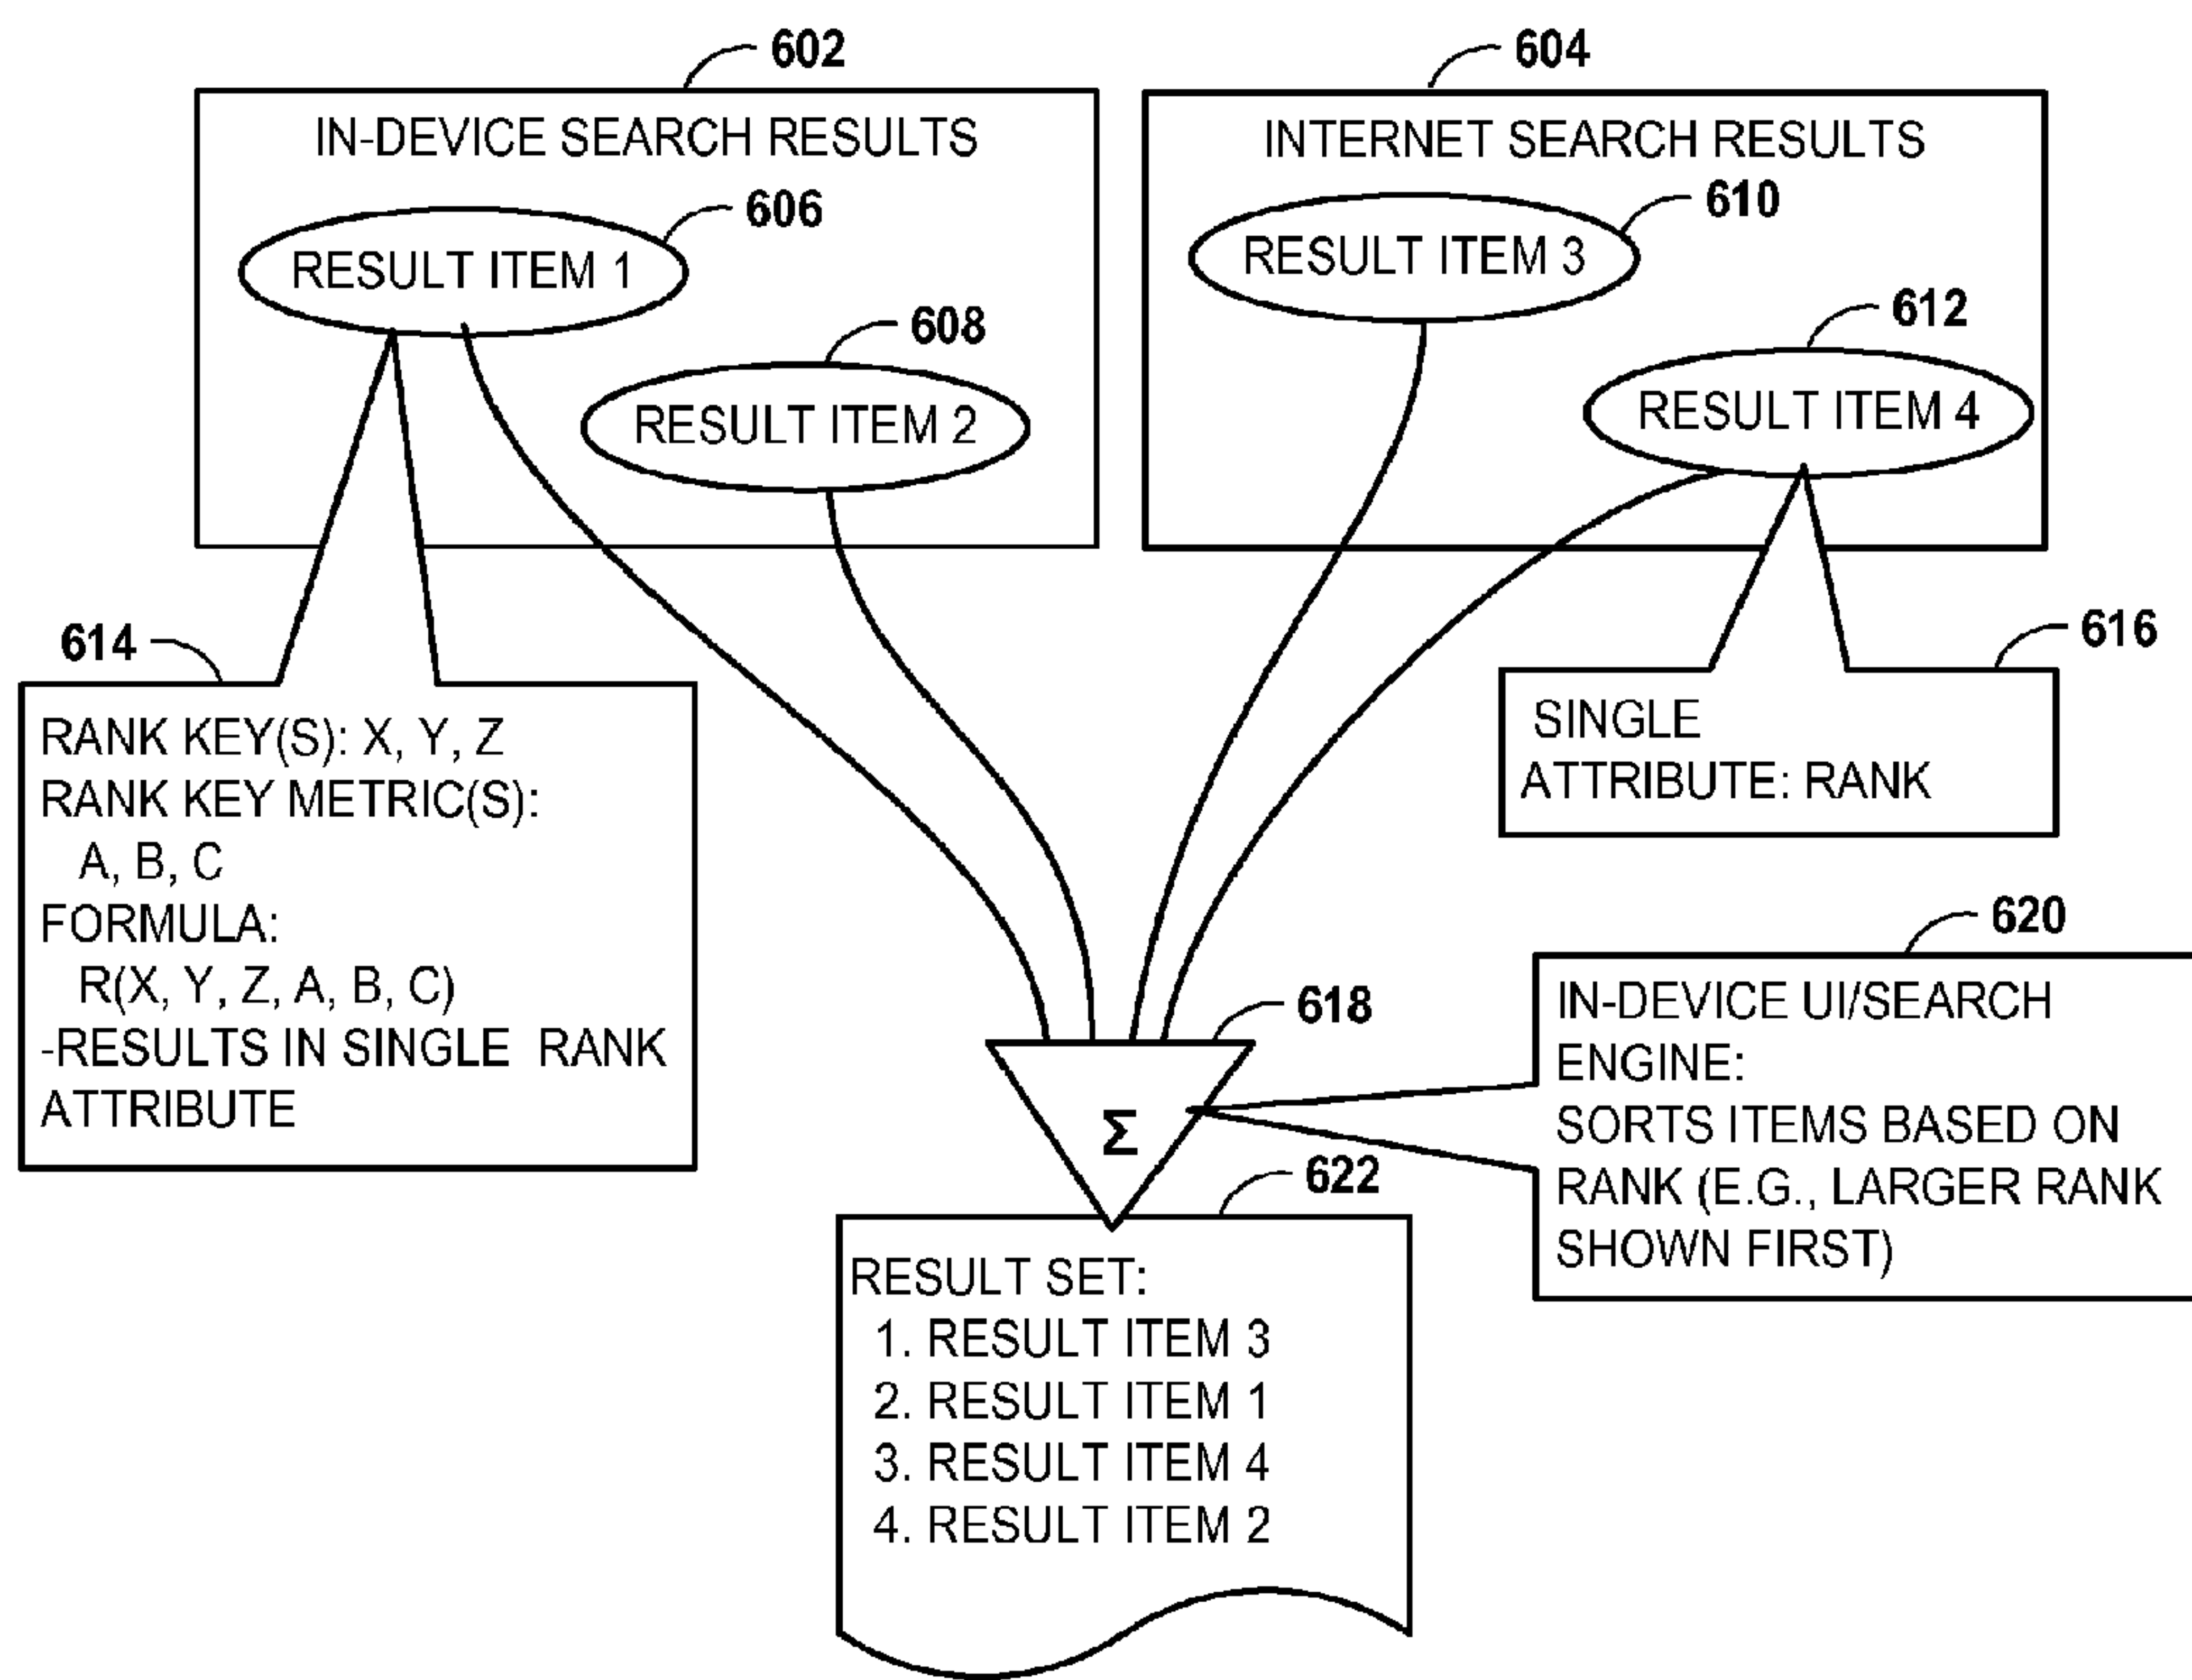 602
604
IN-DEVICE SEARCH RESULTS
INTERNET SEARCH RESULTS
606
610
RESULT ITEM 1
RESULT ITEM 3
608
612
RESULT ITEM 2
RESULT ITEM 4
614
616
RANK KEY(S): X, Y, Z
RANK KEY METRIC(S):
A, B, C
FORMULA:
R(X, Y, Z, A, B, C)
-RESULTS IN SINGLE RANK
ATTRIBUTE
SINGLE
ATTRIBUTE: RANK
620
618
IN-DEVICE UI/SEARCH
ENGINE:
SORTS ITEMS BASED ON
RANK (E.G., LARGER RANK
SHOWN FIRST)
Σ
622
RESULT SET:
1. RESULT ITEM 3
2. RESULT ITEM 1
3. RESULT ITEM 4
4. RESULT ITEM 2